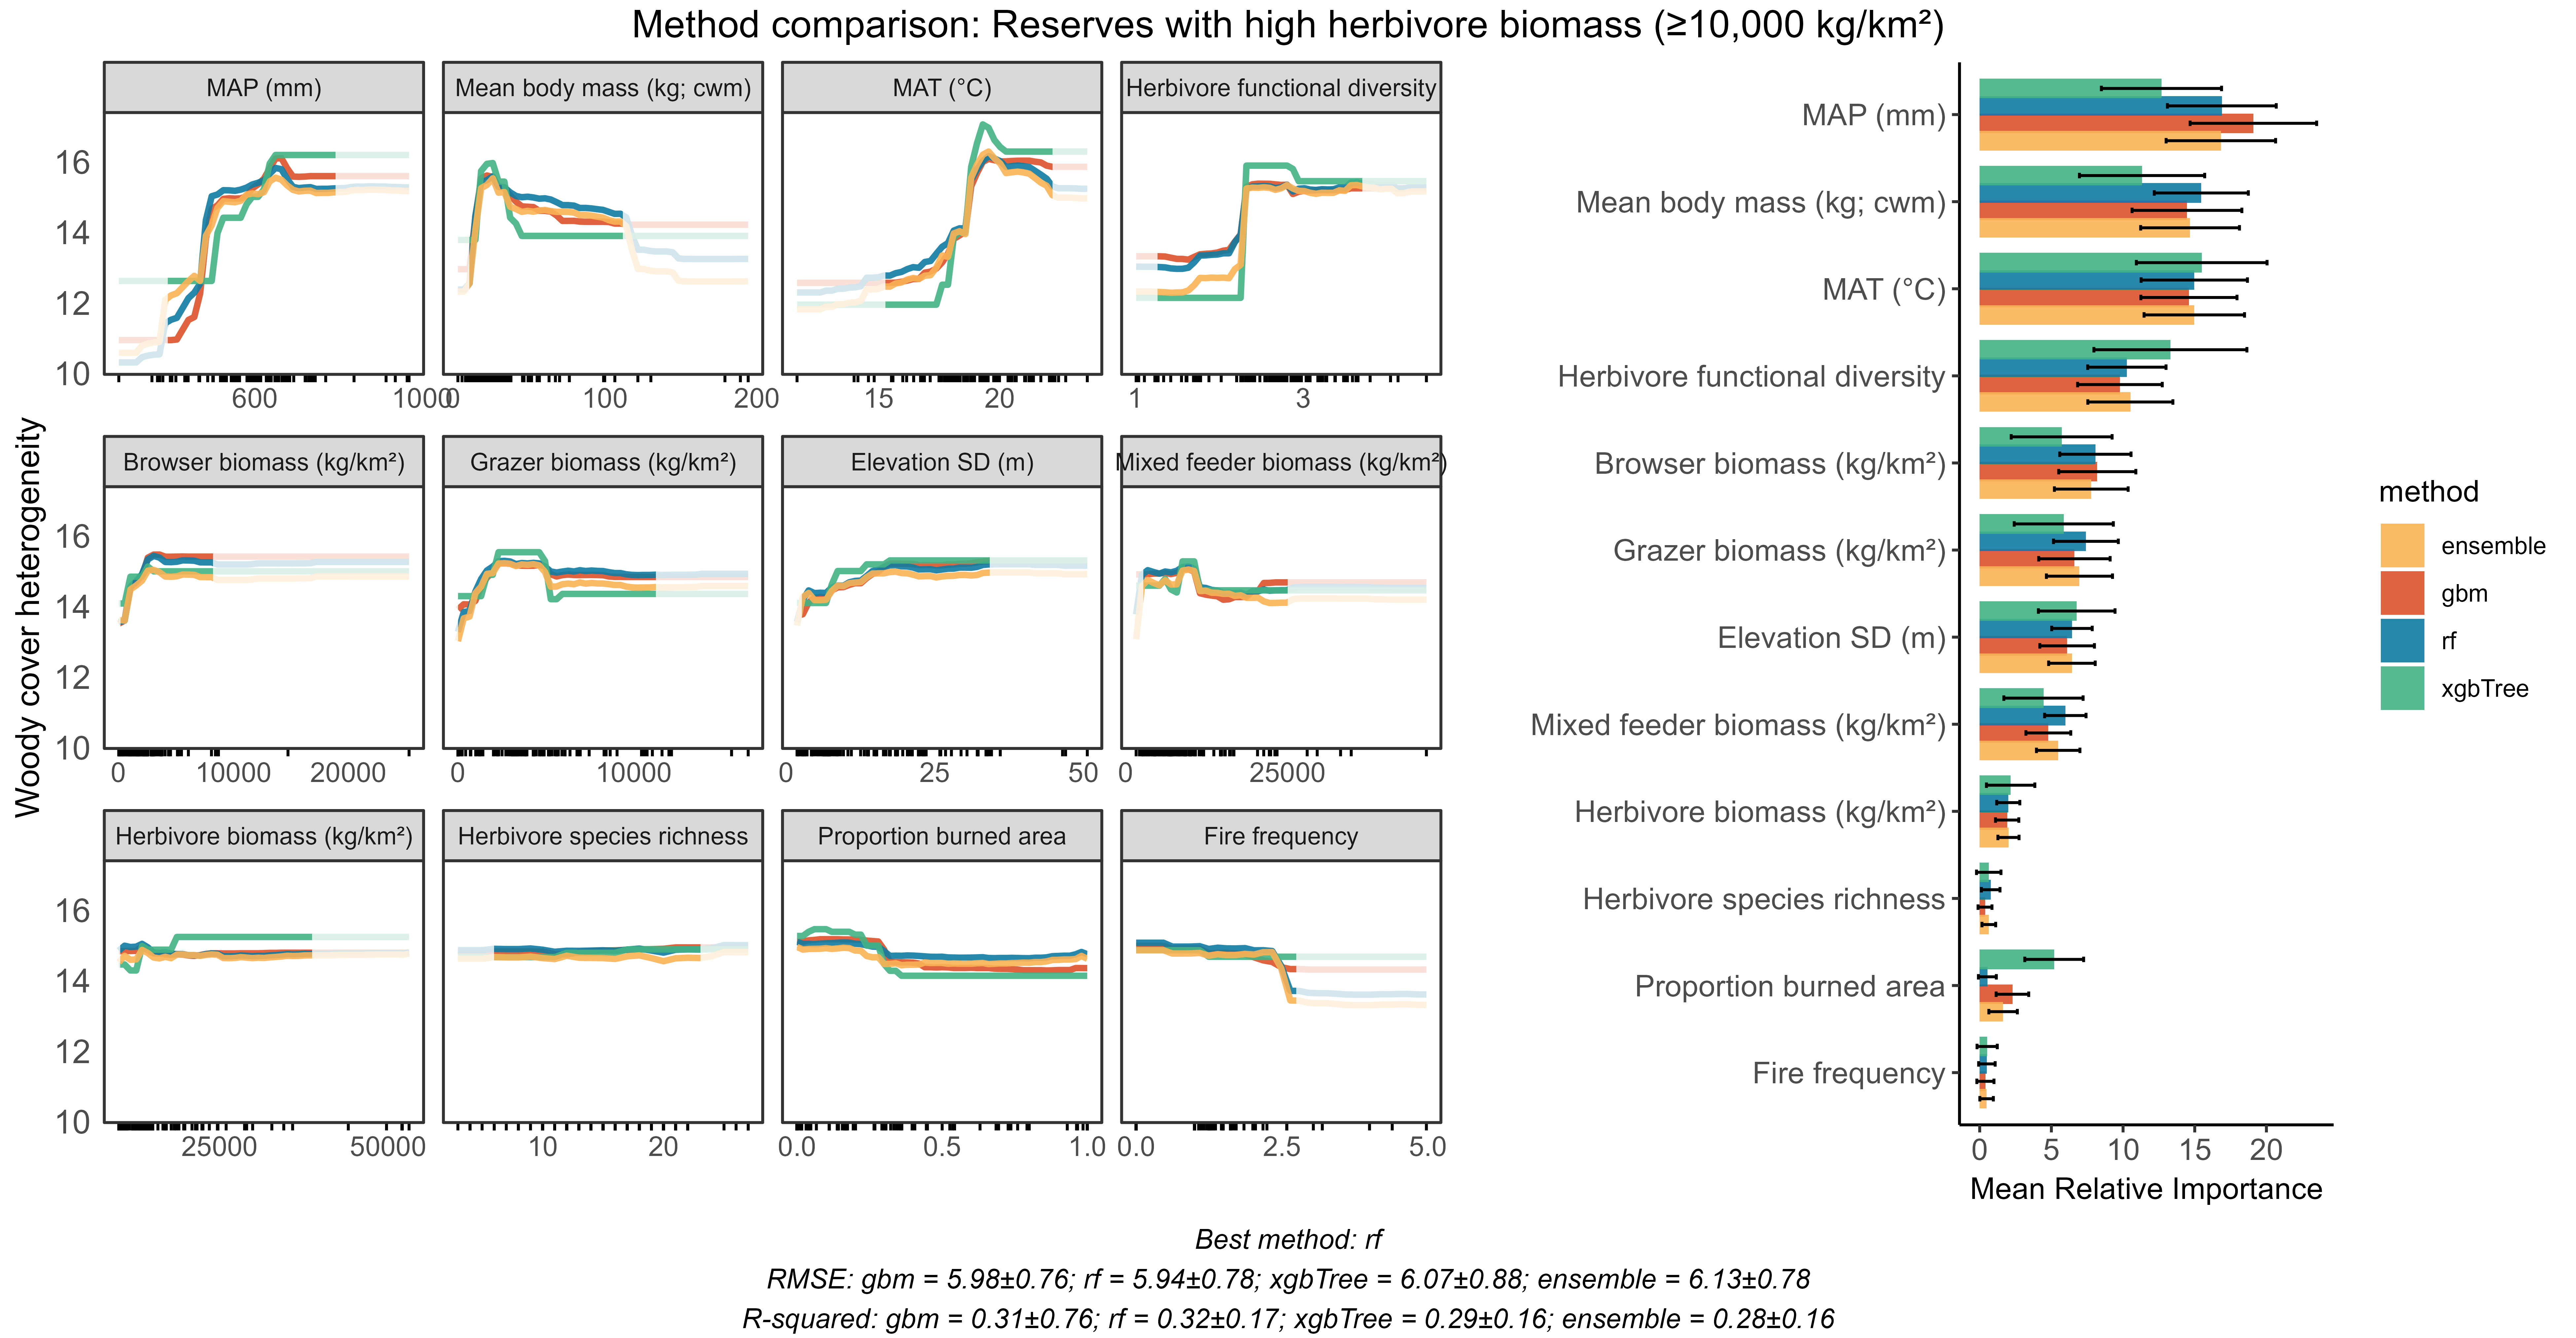 Method comparison: Reserves with high herbivore biomass (≥10,000 kg/km²)
Woody cover heterogeneity
MAP (mm)
Mean body mass (kg; cwm)
MAT (°C)
Herbivore functional diversity
16
14
12
10
600
1000
0
100
200
15
20
1
3
Browser biomass (kg/km²)
Grazer biomass (kg/km²)
Elevation SD (m)
Mixed feeder biomass (kg/km²)
16
14
12
10
0
10000
20000
0
10000
0
25
50
0
25000
Herbivore biomass (kg/km²)
Herbivore species richness
Proportion burned area
Fire frequency
16
14
12
10
25000
50000
10
20
0.0
0.5
1.0
0.0
2.5
5.0
MAP (mm)
Mean body mass (kg; cwm)
MAT (°C)
Herbivore functional diversity
Browser biomass (kg/km²)
Grazer biomass (kg/km²)
Elevation SD (m)
Mixed feeder biomass (kg/km²)
Herbivore biomass (kg/km²)
Herbivore species richness
Proportion burned area
Fire frequency
0
5
10
15
20
Mean Relative Importance
method
ensemble
gbm
rf
xgbTree
Best method: rf
RMSE: gbm = 5.98±0.76; rf = 5.94±0.78; xgbTree = 6.07±0.88; ensemble = 6.13±0.78
R-squared: gbm = 0.31±0.76; rf = 0.32±0.17; xgbTree = 0.29±0.16; ensemble = 0.28±0.16